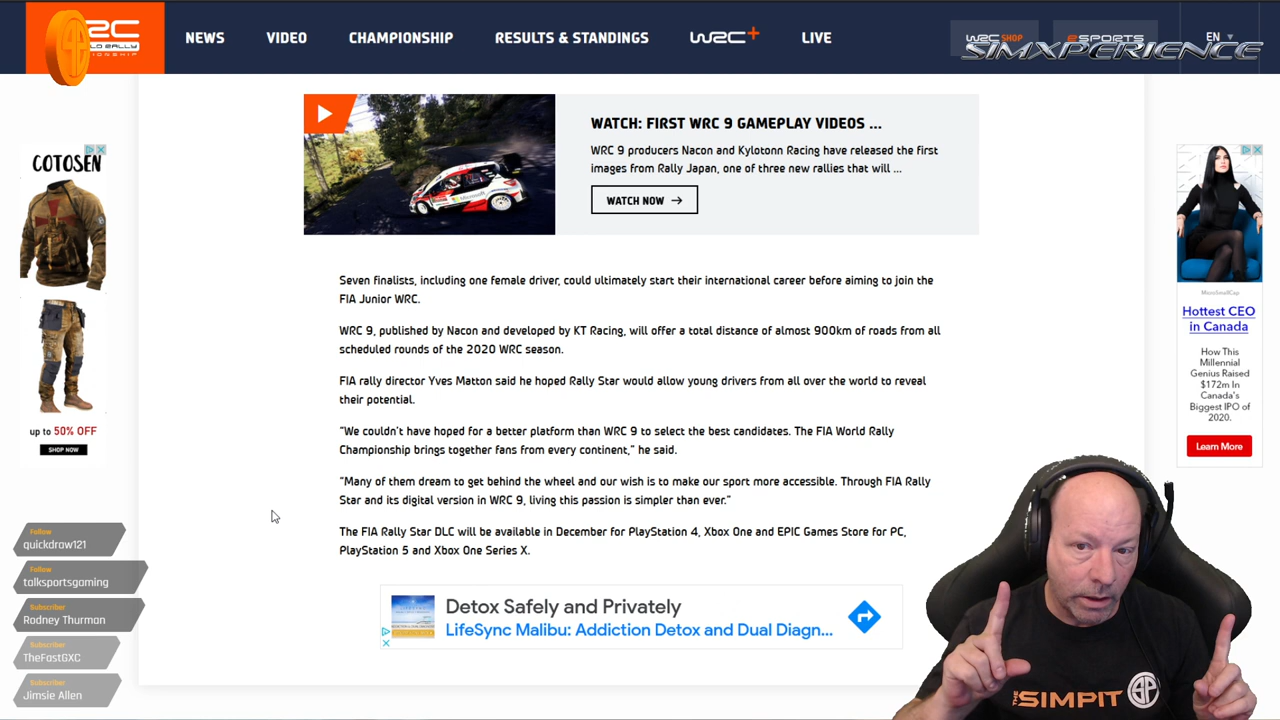 RC
LD RALLY
PIONSHIP
NEWS
VIDEO
CHAMPIONSHIP
RESULTS & STANDINGS
WRC+
LIVE
WRC SHOP
eSPORTS
EN
SIMXPERIENCE
WATCH: FIRST WRC 9 GAMEPLAY VIDEOS ...
WRC 9 producers Nacon and Kylotonn Racing have released the first
images from Rally Japan, one of three new rallies that will ...
WATCH NOW →
Seven finalists, including one female driver, could ultimately start their international career before aiming to join the
FIA Junior WRC.
WRC 9, published by Nacon and developed by KT Racing, will offer a total distance of almost 900km of roads from all
scheduled rounds of the 2020 WRC season.
FIA rally director Yves Matton said he hoped Rally Star would allow young drivers from all over the world to reveal
their potential.
"We couldn't have hoped for a better platform than WRC 9 to select the best candidates. The FIA World Rally
Championship brings together fans from every continent," he said.
"Many of them dream to get behind the wheel and our wish is to make our sport more accessible. Through FIA Rally
Star and its digital version in WRC 9, living this passion is simpler than ever."
The FIA Rally Star DLC will be available in December for PlayStation 4, Xbox One and EPIC Games Store for PC,
PlayStation 5 and Xbox One Series X.
Detox Safely and Privately
LifeSync Malibu: Addiction Detox and Dual Diagn...
COTOSEN
up to 50% OFF
SHOP NOW
MicroSmallCap
Hottest CEO
in Canada
How This
Millennial
Genius Raised
$172m In
Canada's
Biggest IPO of
2020.
Learn More
Follow
quickdraw121
Follow
talksportsgaming
Subscriber
Rodney Thurman
Subscriber
TheFastGXC
Subscriber
Jimsie Allen
THE SIMPIT